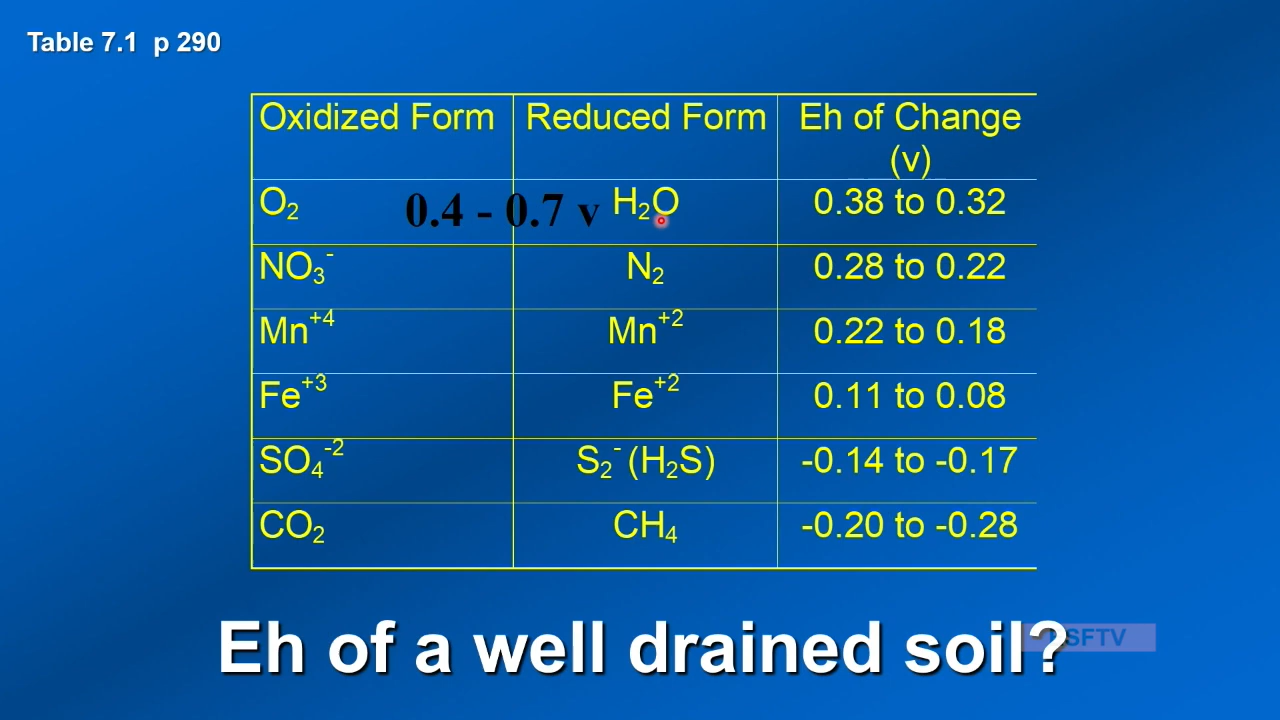 Table 7.1 p 290
Oxidized Form Reduced Form Eh of Change (v)
O₂ 0.4 - 0.7 v H₂O 0.38 to 0.32
NO₃⁻ N₂ 0.28 to 0.22
Mn⁺⁴ Mn⁺² 0.22 to 0.18
Fe⁺³ Fe⁺² 0.11 to 0.08
SO₄⁻² S₂⁻ (H₂S) -0.14 to -0.17
CO₂ CH₄ -0.20 to -0.28
Eh of a well drained soil?